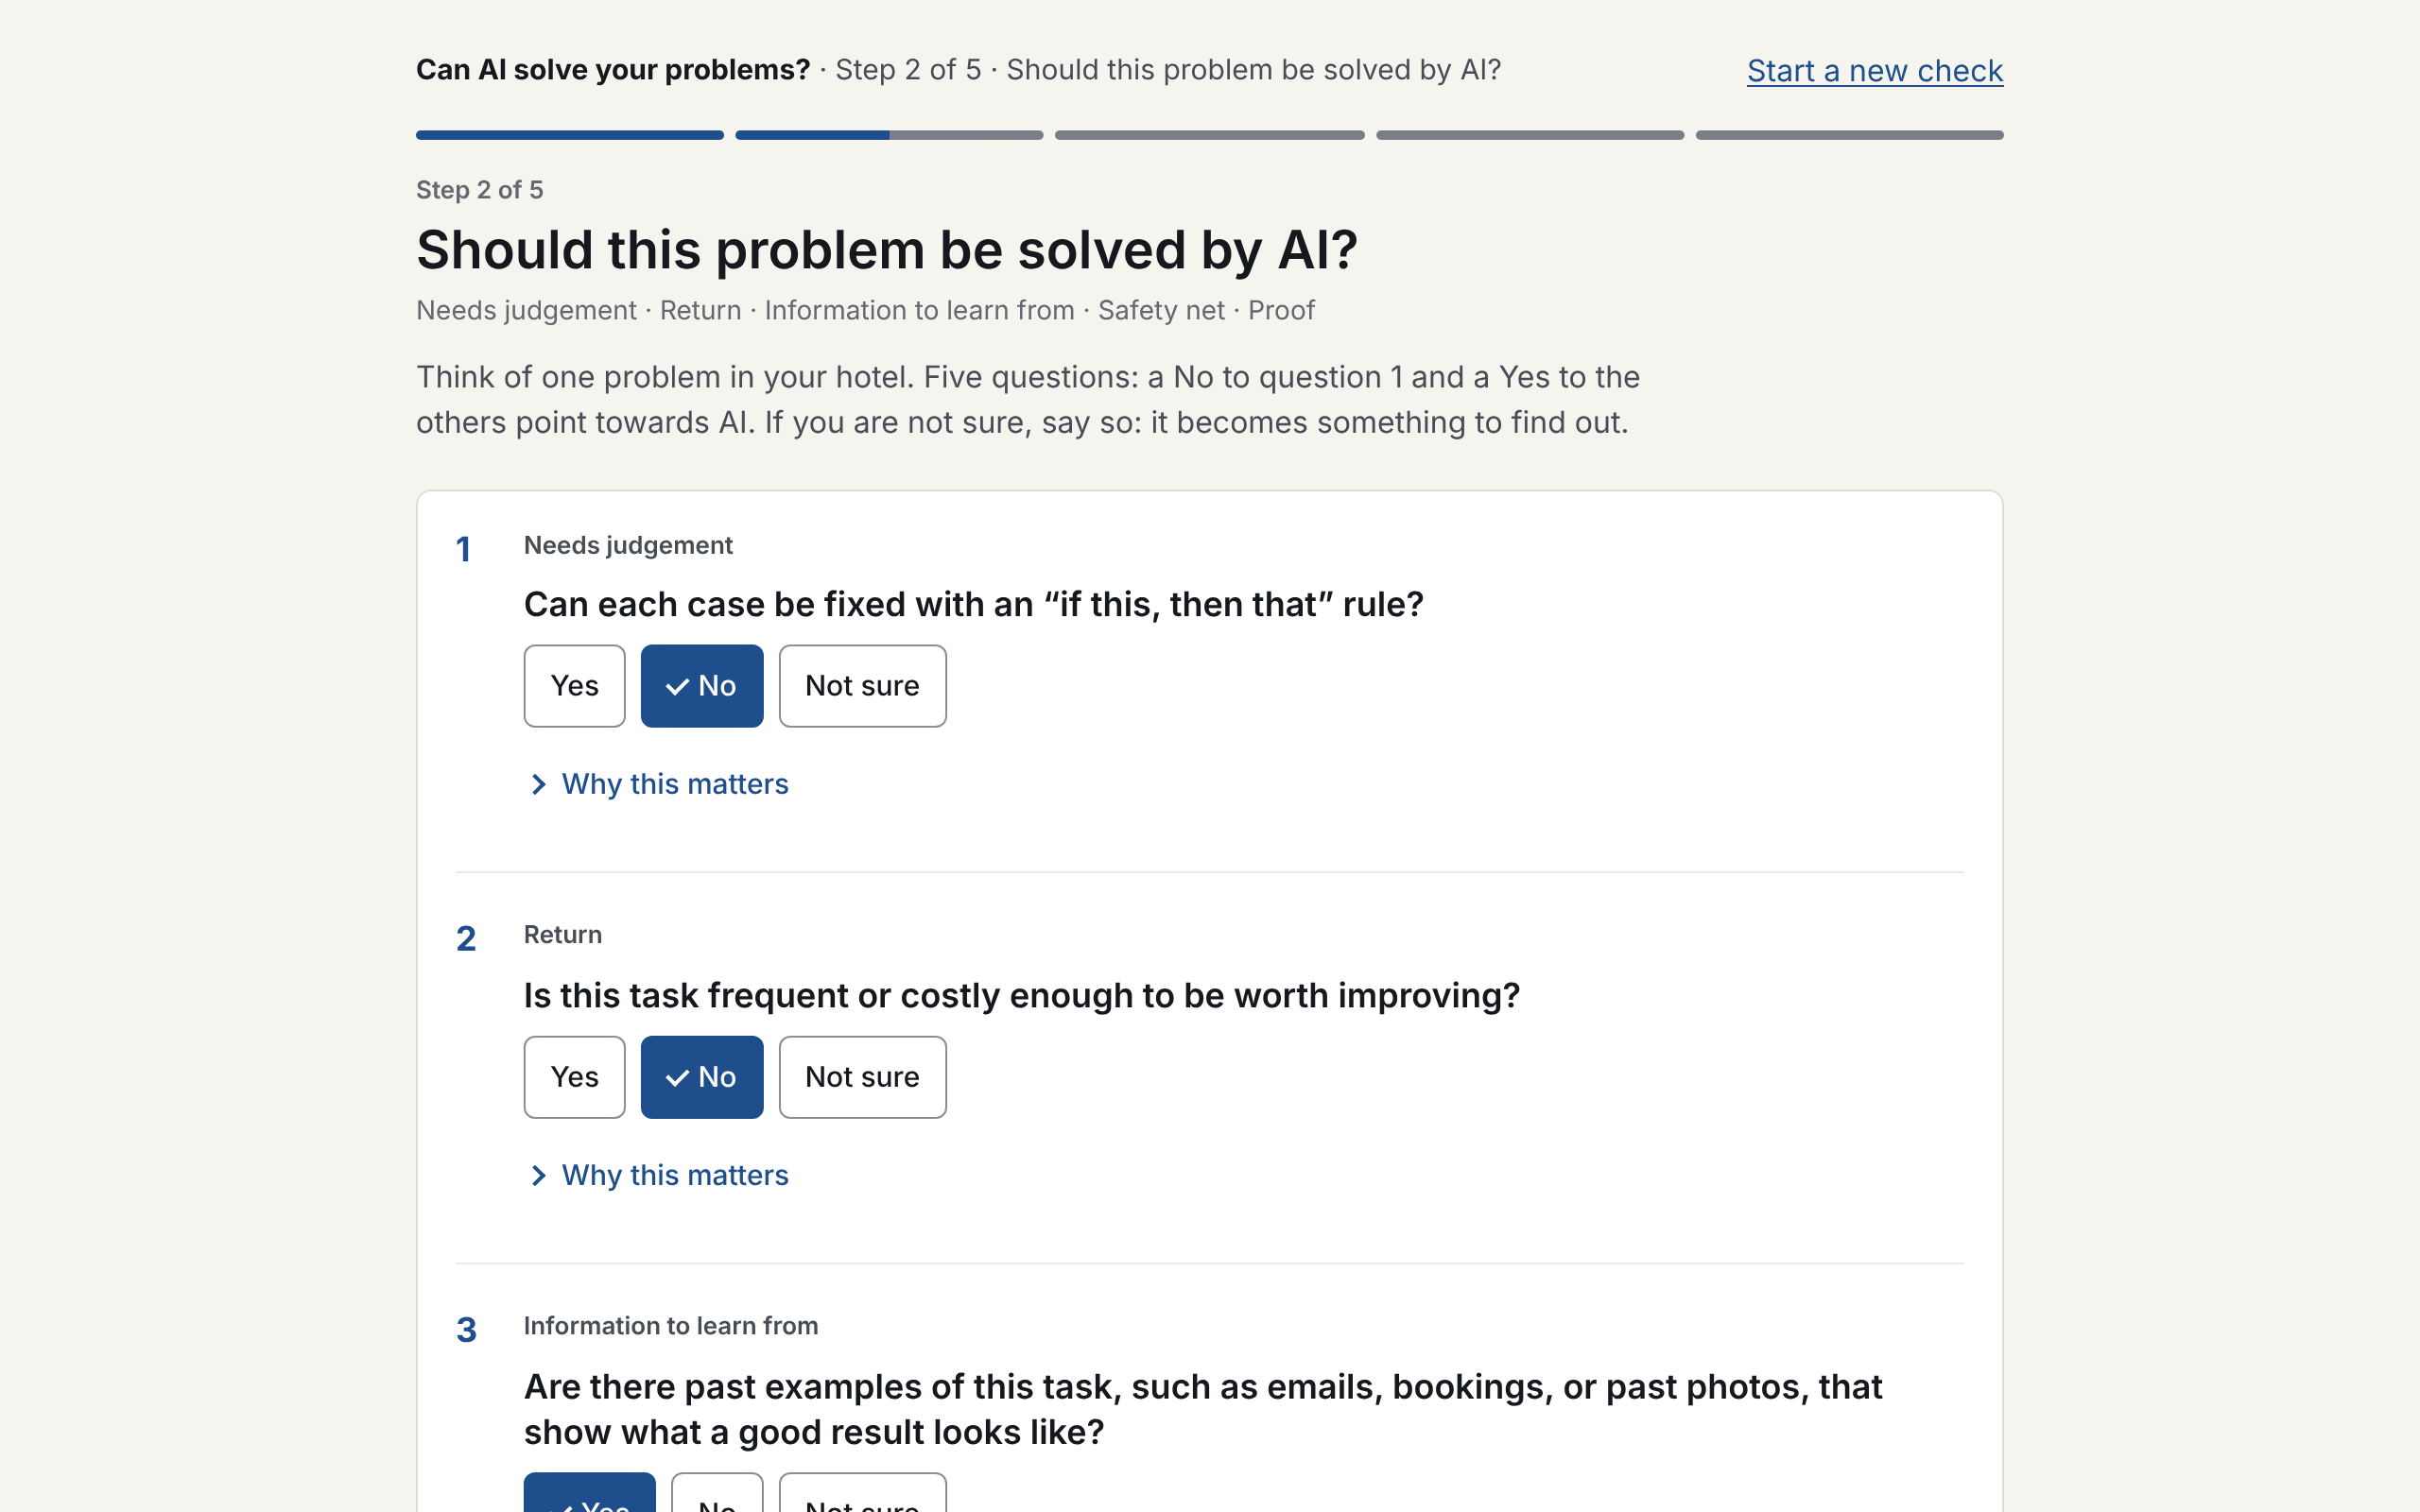 Can AI solve your problems? · Step 2 of 5 · Should this problem be solved by AI?
Start a new check
Step 2 of 5
Should this problem be solved by AI?
Needs judgement · Return · Information to learn from · Safety net · Proof
Think of one problem in your hotel. Five questions: a No to question 1 and a Yes to the
others point towards AI. If you are not sure, say so: it becomes something to find out.
1
Needs judgement
Can each case be fixed with an “if this, then that” rule?
Yes
No
Not sure
Why this matters
2
Return
Is this task frequent or costly enough to be worth improving?
Yes
No
Not sure
Why this matters
3
Information to learn from
Are there past examples of this task, such as emails, bookings, or past photos, that
show what a good result looks like?
Yes
No
Not sure